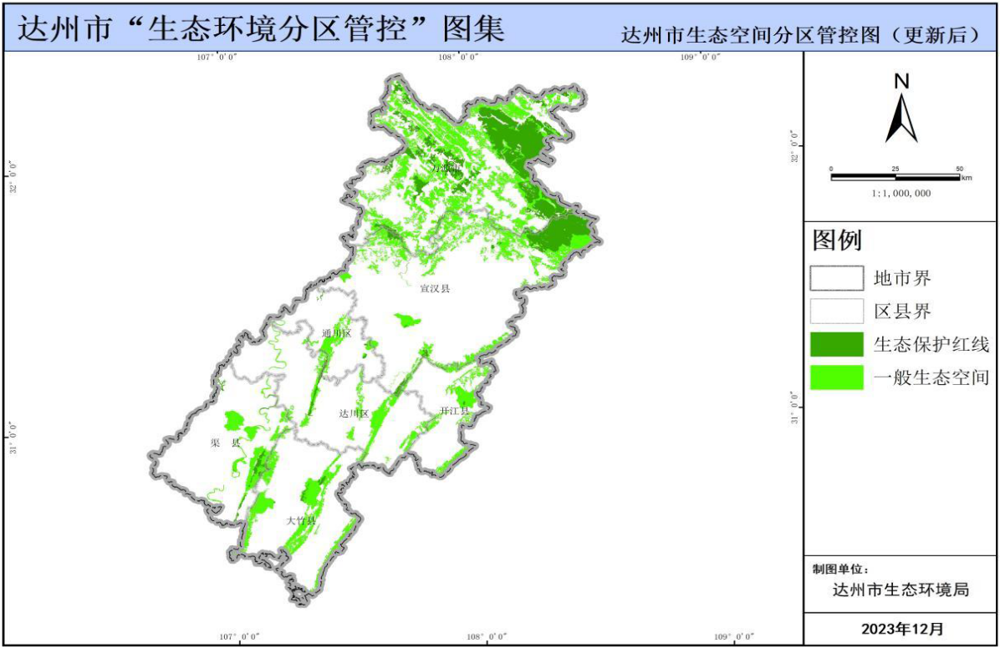 达州市“生态环境分区管控”图集
达州市生态空间分区管控图（更新后）
107° 0′0″
108° 0′0″
109° 0′0″
N
0
25
50
km
1:1,000,000
32° 0′0″
32° 0′0″
万源市
宣汉县
通川区
达川区
开江县
渠 县
大竹县
31° 0′0″
31° 0′0″
图例
地市界
区县界
生态保护红线
一般生态空间
制图单位：
达州市生态环境局
2023年12月
107° 0′0″
108° 0′0″
109° 0′0″